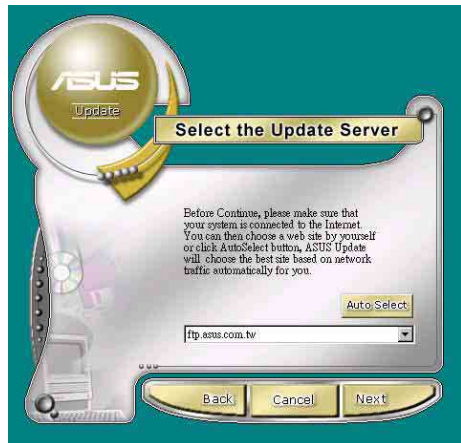 ASUS
Update
Select the Update Server
Before Continue, please make sure that
your system is connected to the Internet.
You can then choose a web site by yourself
or click AutoSelect button, ASUS Update
will choose the best site based on network
traffic automatically for you.
Auto Select
ftp.asus.com.tw
Back
Cancel
Next